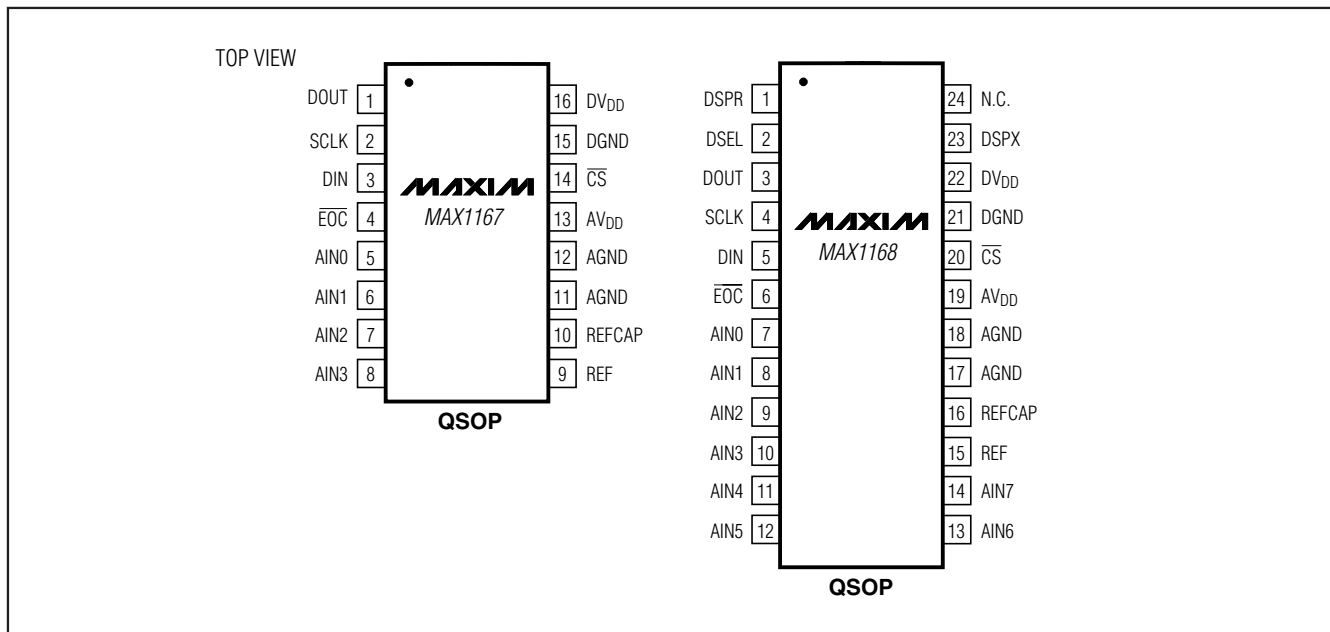 TOP VIEW
DOUT 1
SCLK 2
DIN 3
E̅O̅C̅ 4
AIN0 5
AIN1 6
AIN2 7
AIN3 8
16 DVDD
15 DGND
14 C̅S̅
13 AVDD
12 AGND
11 AGND
10 REFCAP
9 REF
MAXIM
MAX1167
QSOP
DSPR 1
DSEL 2
DOUT 3
SCLK 4
DIN 5
E̅O̅C̅ 6
AIN0 7
AIN1 8
AIN2 9
AIN3 10
AIN4 11
AIN5 12
24 N.C.
23 DSPX
22 DVDD
21 DGND
20 C̅S̅
19 AVDD
18 AGND
17 AGND
16 REFCAP
15 REF
14 AIN7
13 AIN6
MAXIM
MAX1168
QSOP